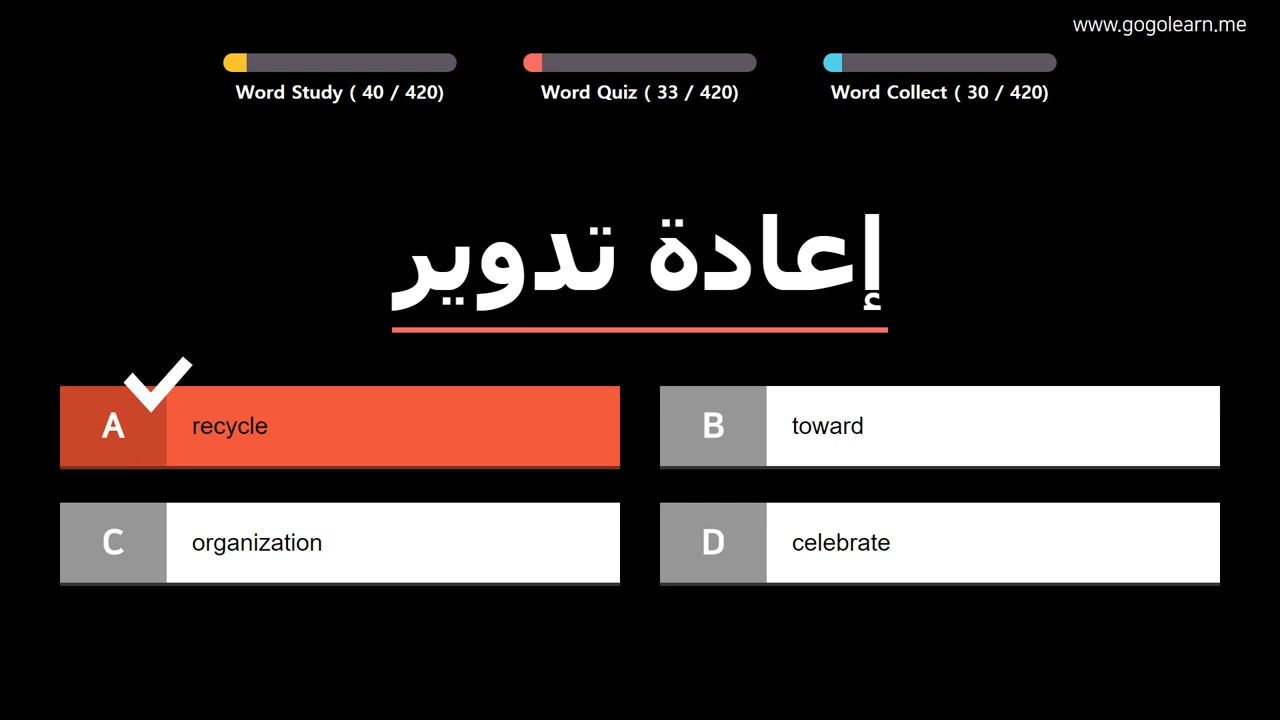 www.gogolearn.me
Word Study ( 40 / 420)
Word Quiz ( 33 / 420)
Word Collect ( 30 / 420)
إعادة تدوير
A recycle
B toward
C organization
D celebrate